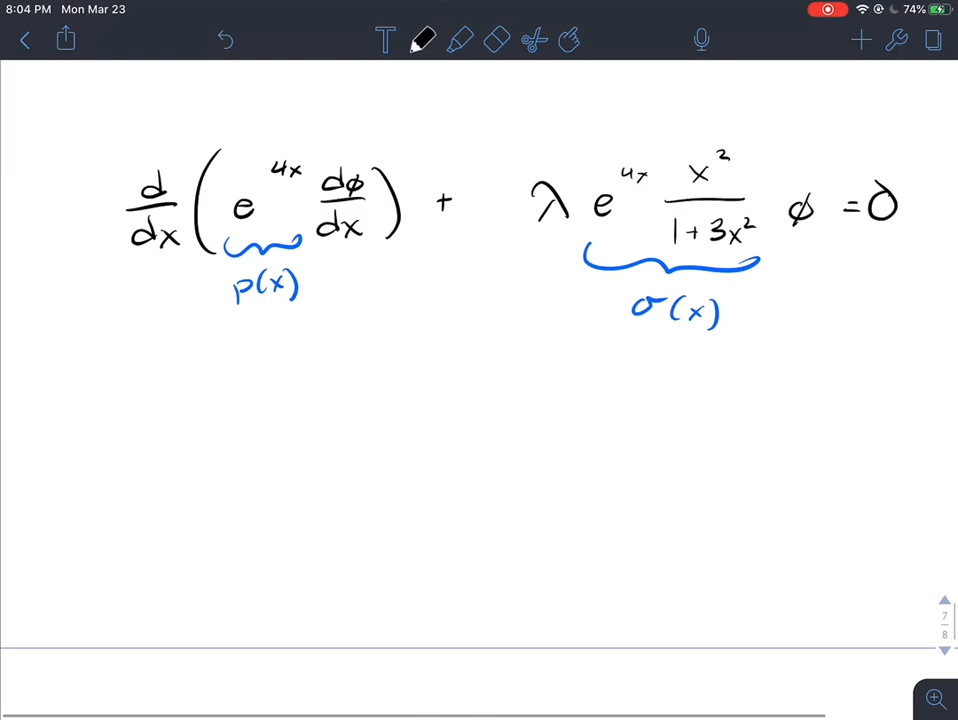 8:04 PM Mon Mar 23 74%
T
d/dx ( e^{4x} dφ/dx ) + λ e^{4x} x^2/(1+3x^2) φ = 0
p(x) σ(x)
7
8